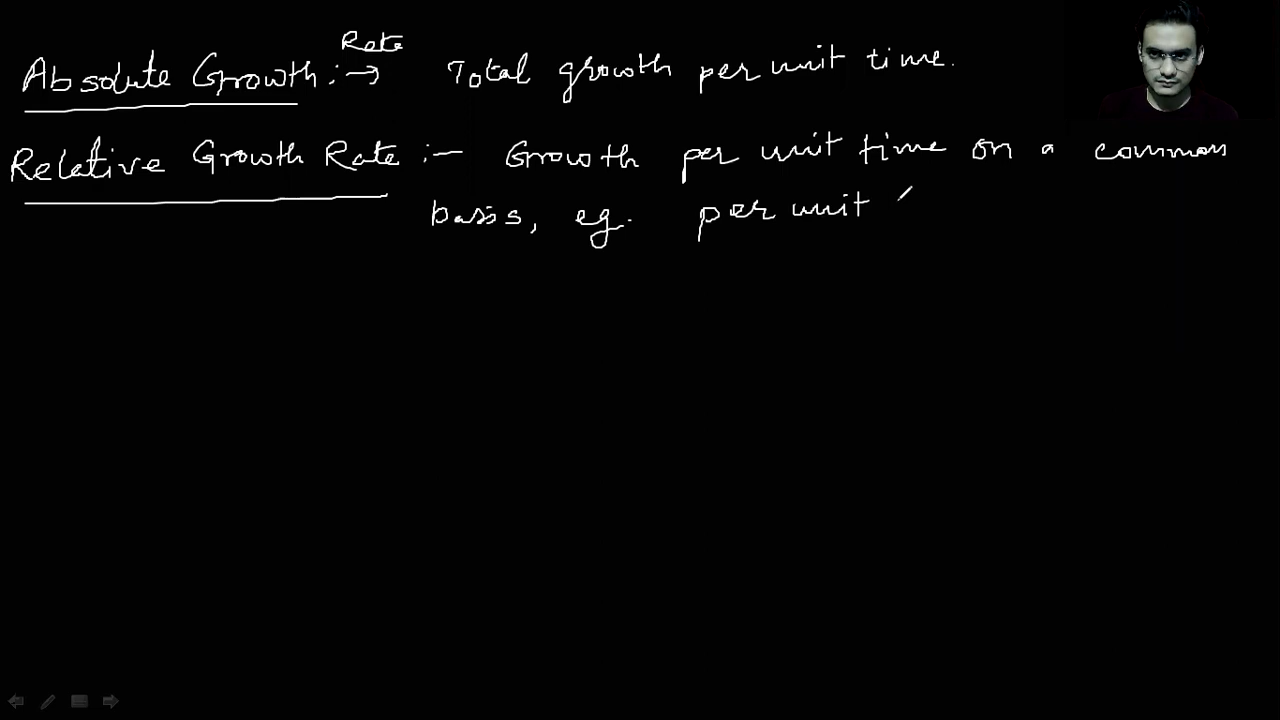 Rate
Absolute Growth :→ Total growth per unit time.
Relative Growth Rate :- Growth per unit time on a common
basis, eg. per unit